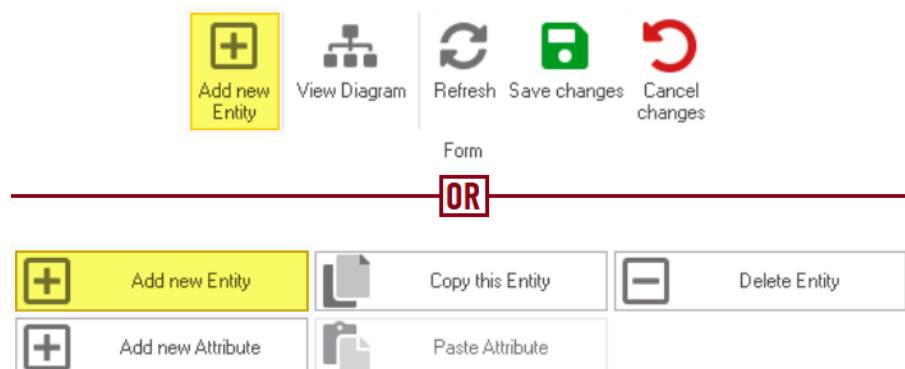 Add new
Entity
View Diagram
Refresh
Save changes
Cancel
changes
Form
OR
Add new Entity
Copy this Entity
Delete Entity
Add new Attribute
Paste Attribute